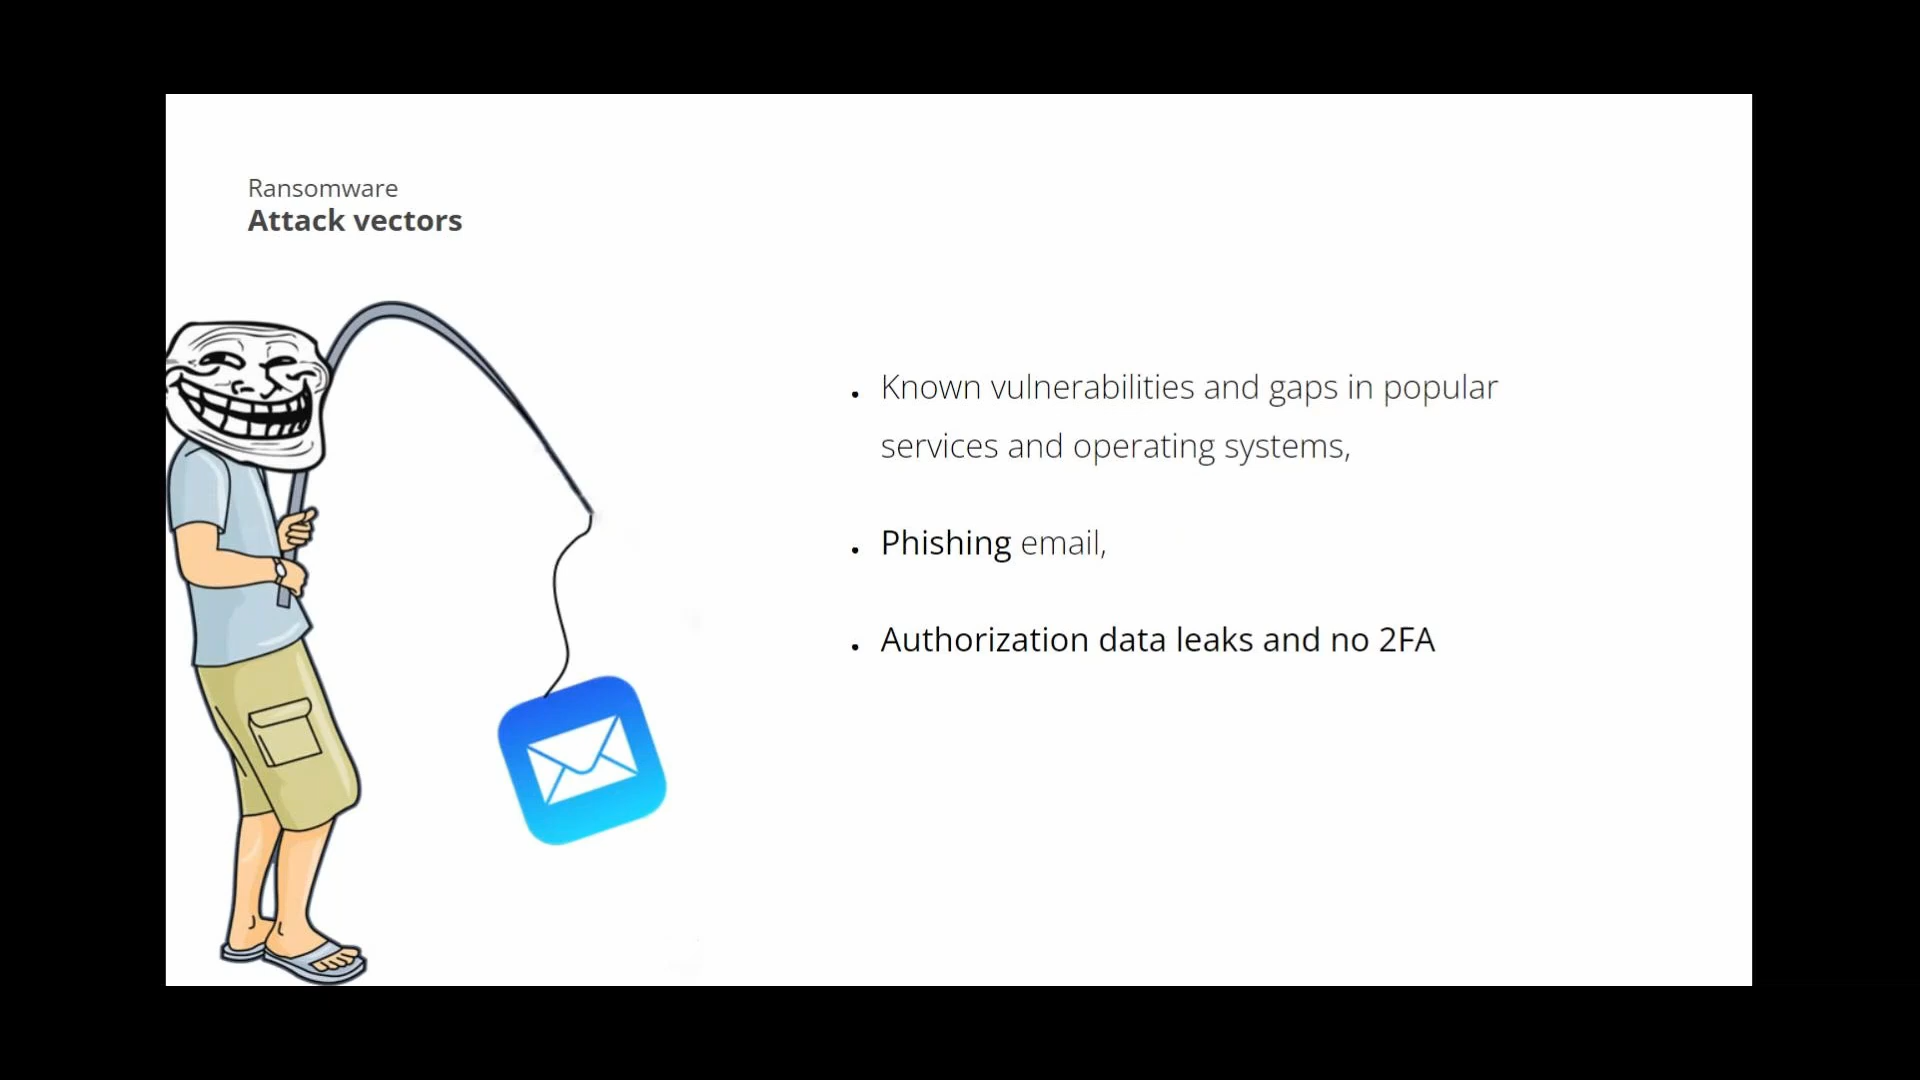 Ransomware
Attack vectors
Known vulnerabilities and gaps in popular
services and operating systems,
Phishing email,
Authorization data leaks and no 2FA